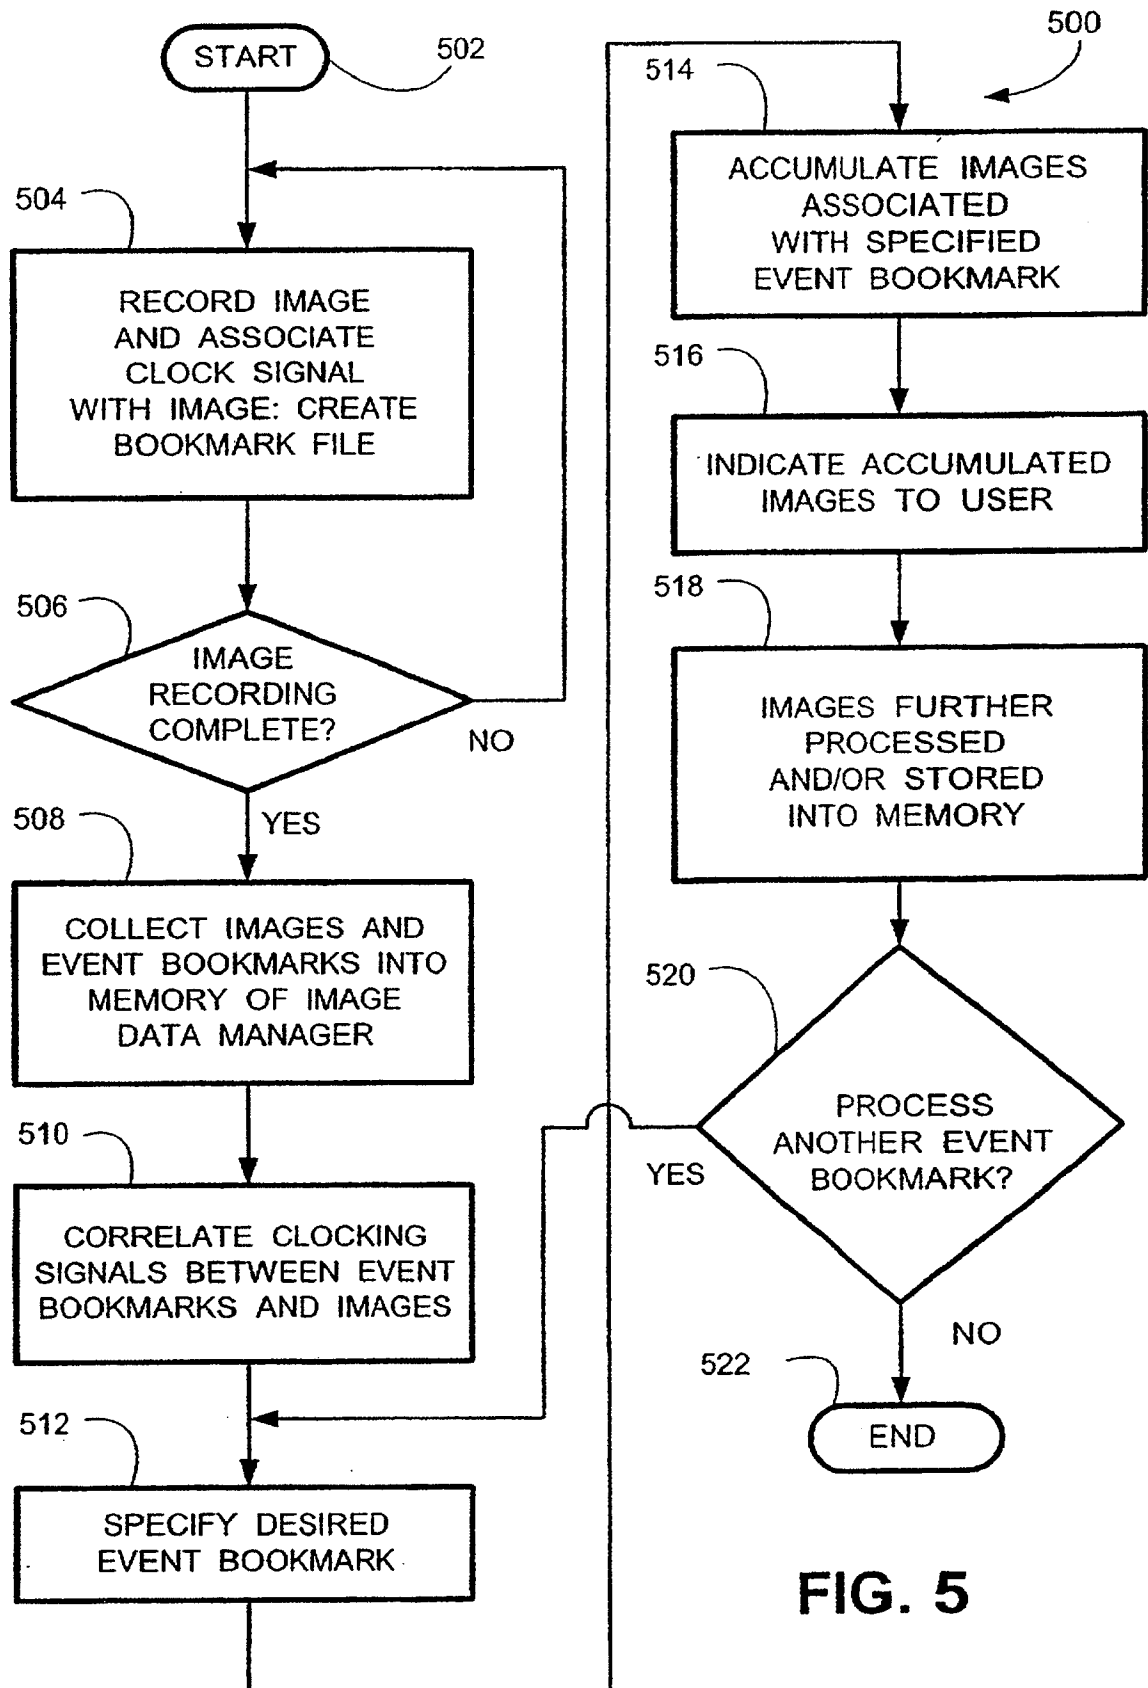 START
502
504
RECORD IMAGE
AND ASSOCIATE
CLOCK SIGNAL
WITH IMAGE: CREATE
BOOKMARK FILE
506
IMAGE
RECORDING
COMPLETE?
NO
YES
508
COLLECT IMAGES AND
EVENT BOOKMARKS INTO
MEMORY OF IMAGE
DATA MANAGER
510
CORRELATE CLOCKING
SIGNALS BETWEEN EVENT
BOOKMARKS AND IMAGES
512
SPECIFY DESIRED
EVENT BOOKMARK
500
514
ACCUMULATE IMAGES
ASSOCIATED
WITH SPECIFIED
EVENT BOOKMARK
516
INDICATE ACCUMULATED
IMAGES TO USER
518
IMAGES FURTHER
PROCESSED
AND/OR STORED
INTO MEMORY
520
PROCESS
ANOTHER EVENT
BOOKMARK?
YES
NO
522
END
FIG. 5